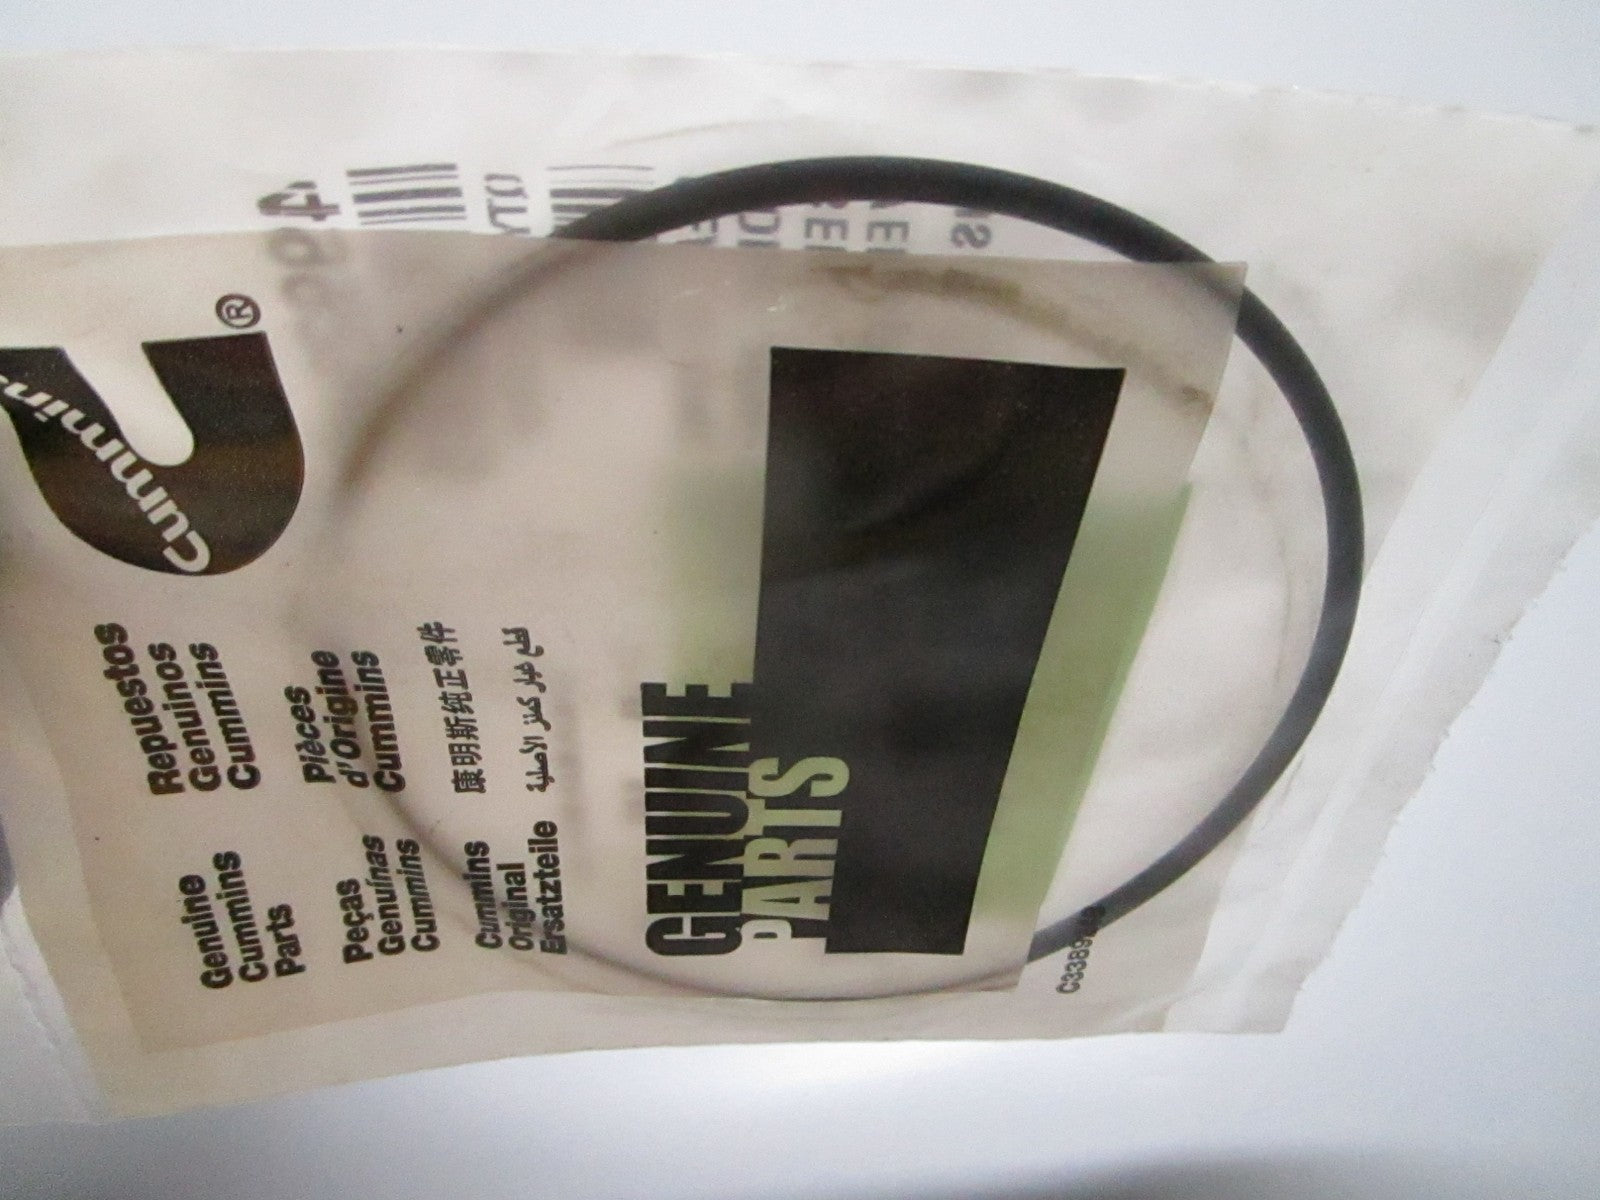 Cummins
®
Genuine
Cummins
Parts
Repuestos
Genuinos
Cummins
Peças
Genuínas
Cummins
Pièces
d'Origine
Cummins
Cummins
Original
Ersatzteile
康明斯纯正零件
قطع غيار كمنز الأصلية
GENUINE
PARTS
QTY